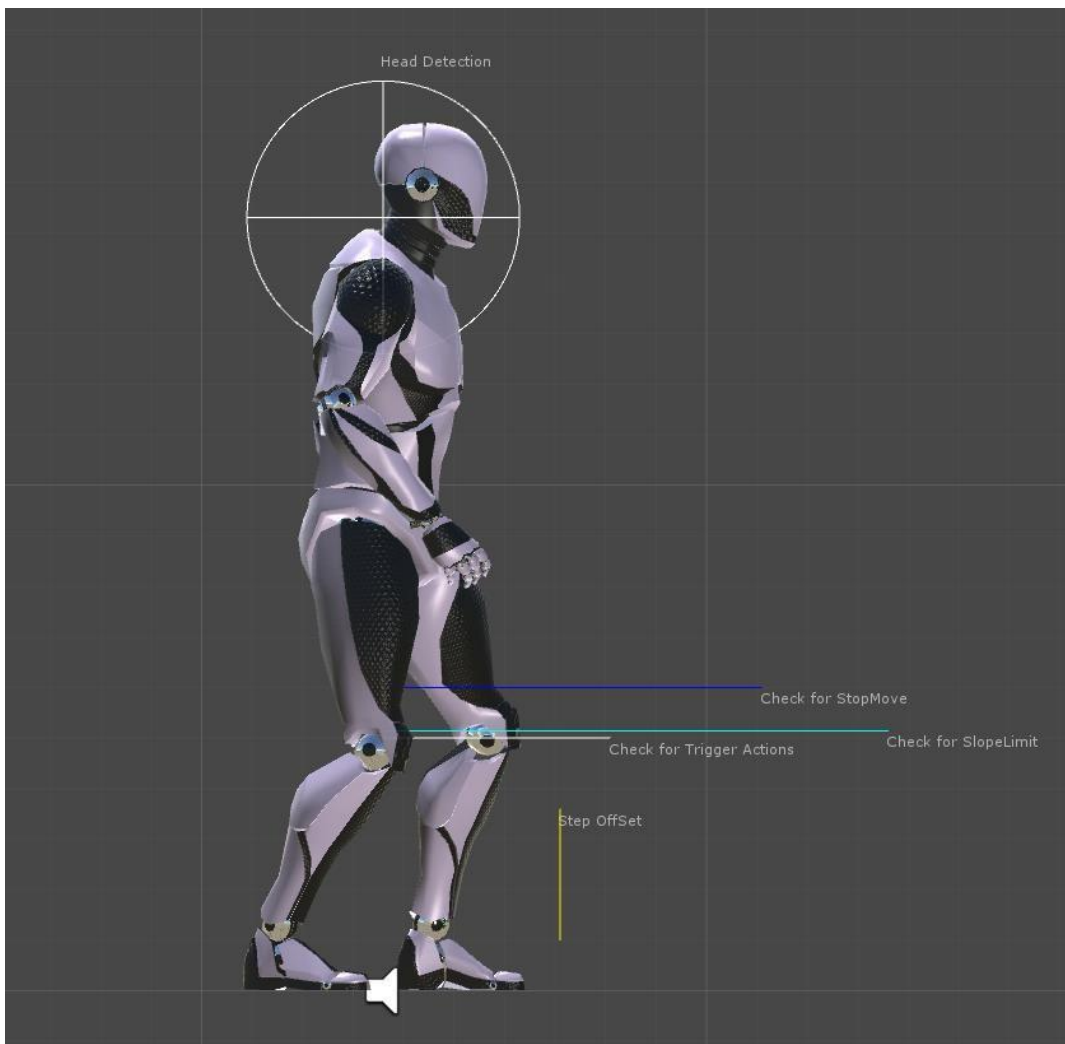 Head Detection
Check for StopMove
Check for SlopeLimit
Check for Trigger Actions
Step OffSet